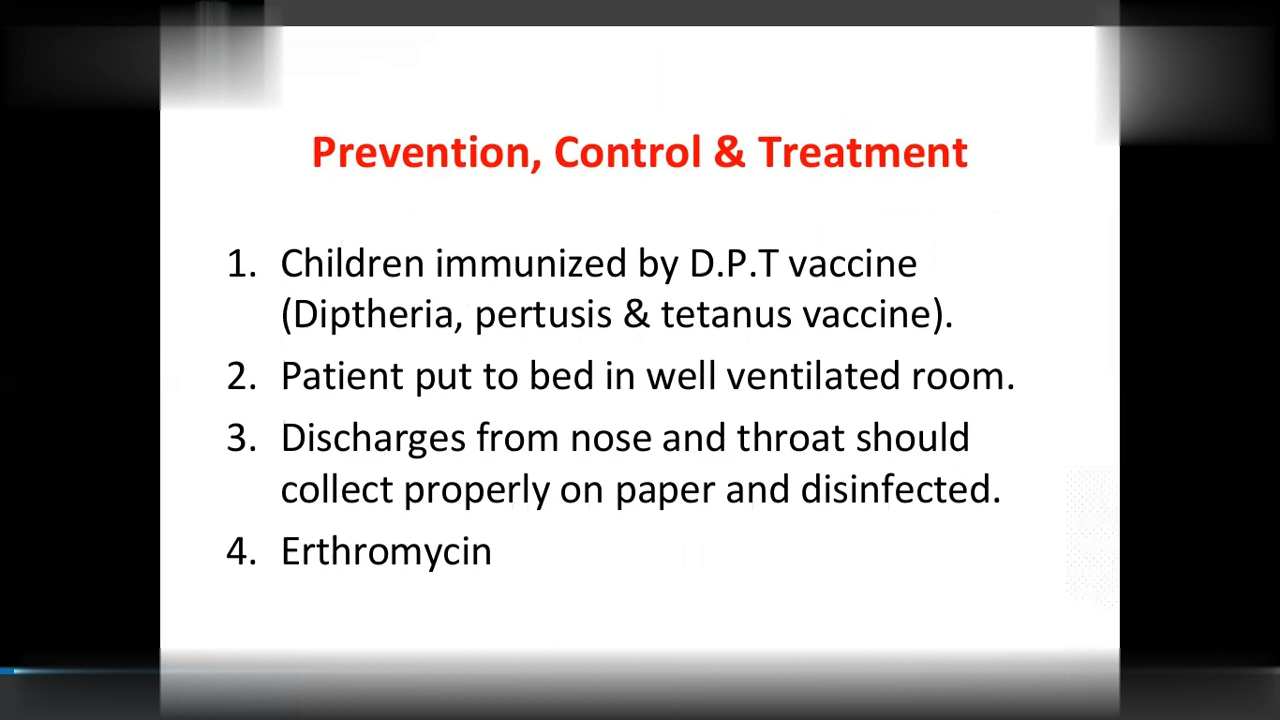 Prevention, Control & Treatment
1. Children immunized by D.P.T vaccine
(Diptheria, pertusis & tetanus vaccine).
2. Patient put to bed in well ventilated room.
3. Discharges from nose and throat should
collect properly on paper and disinfected.
4. Erthromycin